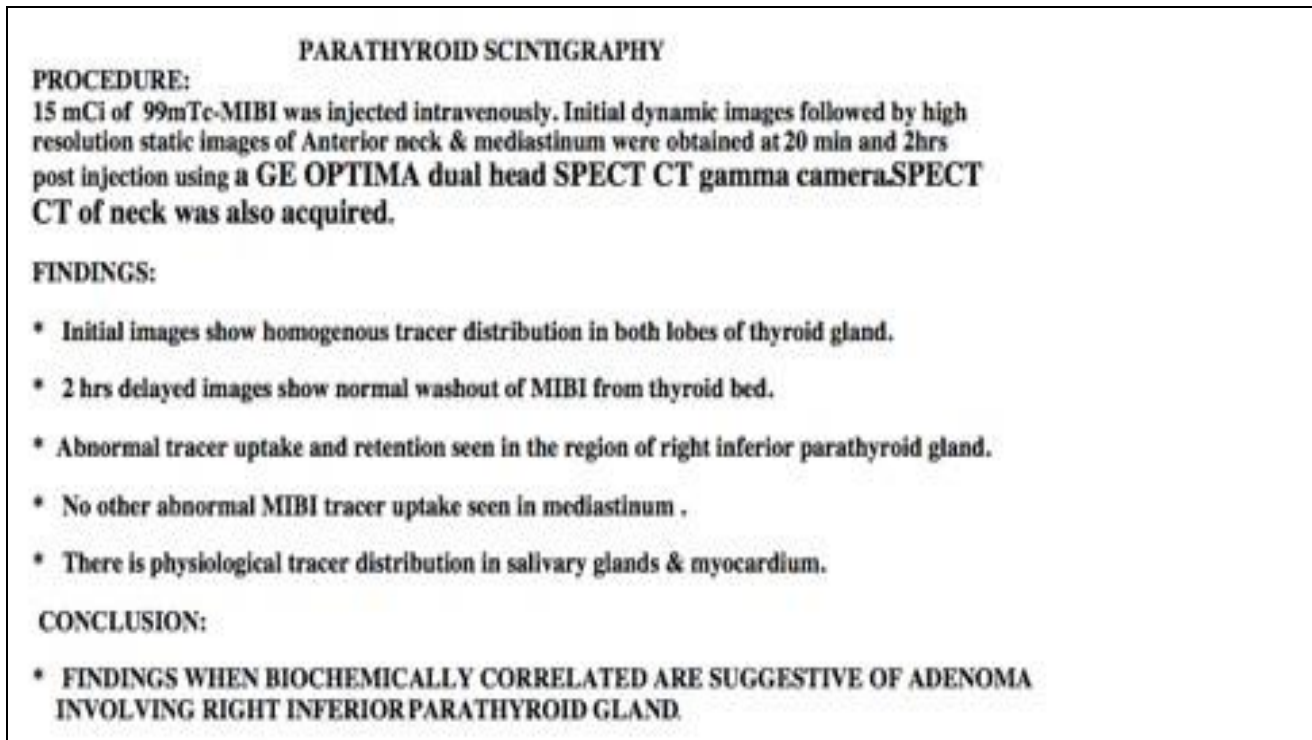 PARATHYROID SCINTIGRAPHY
PROCEDURE:
15 mCi of 99mTc-MIBI was injected intravenously. Initial dynamic images followed by high
resolution static images of Anterior neck & mediastinum were obtained at 20 min and 2hrs
post injection using a GE OPTIMA dual head SPECT CT gamma camera.SPECT
CT of neck was also acquired.
FINDINGS:
* Initial images show homogenous tracer distribution in both lobes of thyroid gland.
* 2 hrs delayed images show normal washout of MIBI from thyroid bed.
* Abnormal tracer uptake and retention seen in the region of right inferior parathyroid gland.
* No other abnormal MIBI tracer uptake seen in mediastinum .
* There is physiological tracer distribution in salivary glands & myocardium.
CONCLUSION:
* FINDINGS WHEN BIOCHEMICALLY CORRELATED ARE SUGGESTIVE OF ADENOMA
INVOLVING RIGHT INFERIOR PARATHYROID GLAND.